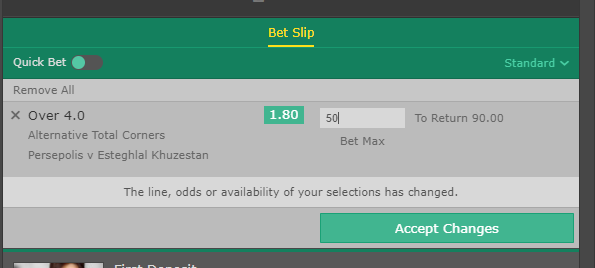 Bet Slip
Quick Bet
Standard
Remove All
Over 4.0 1.80 50 To Return 90.00
Alternative Total Corners Bet Max
Persepolis v Esteghlal Khuzestan
The line, odds or availability of your selections has changed.
Accept Changes
First Deposit